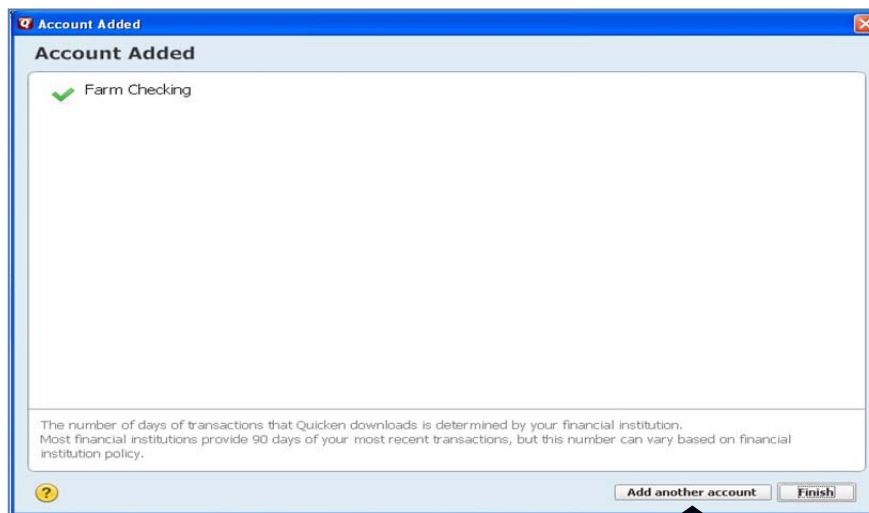 Account Added
Account Added
Farm Checking
The number of days of transactions that Quicken downloads is determined by your financial institution.
Most financial institutions provide 90 days of your most recent transactions, but this number can vary based on financial
institution policy.
? Add another account Finish